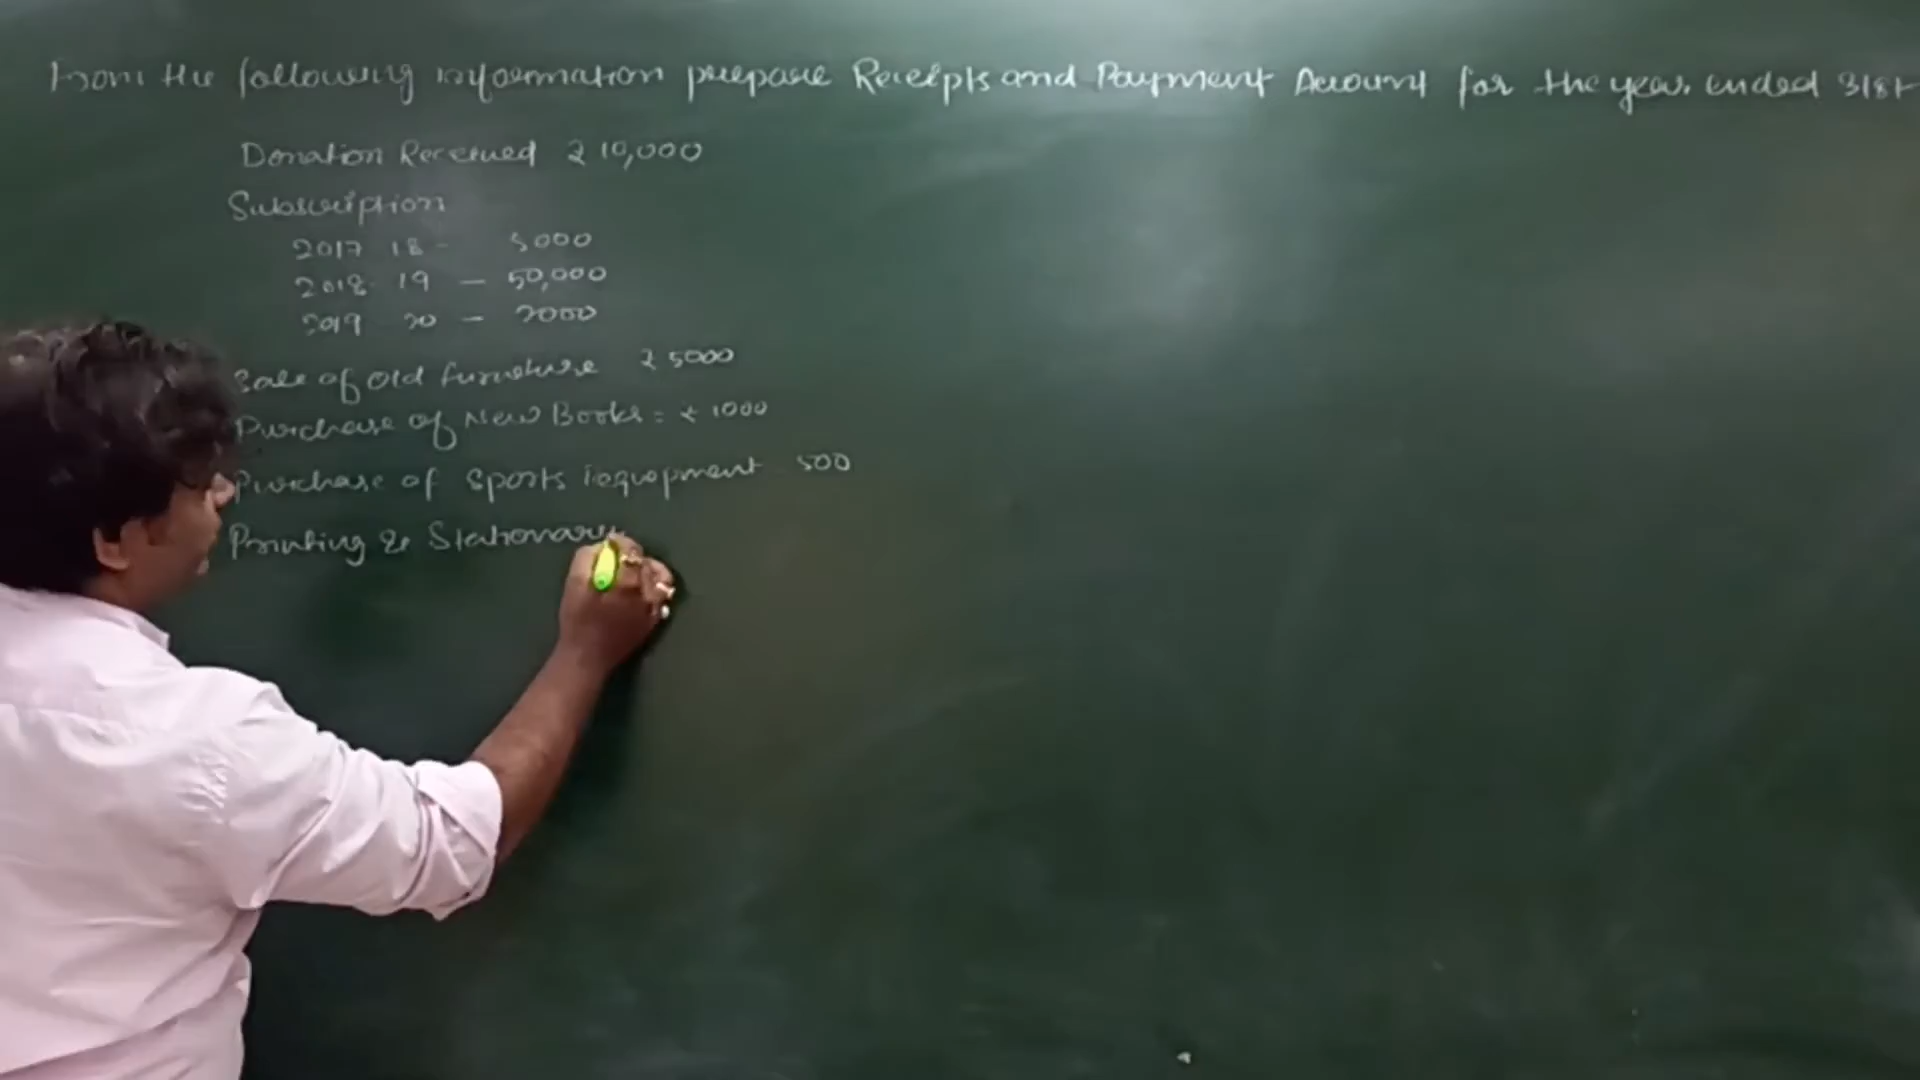 From the following information prepare Receipts and Payment Account for the year ended 31st
Donation Received ₹ 10,000
Subscription
2017 18 - 5000
2018 19 - 50,000
2019 20 - 2000
Sale of Old furniture ₹ 5000
Purchase of New Books = ₹ 1000
Purchase of Sports Equipment 500
Printing & Stationary